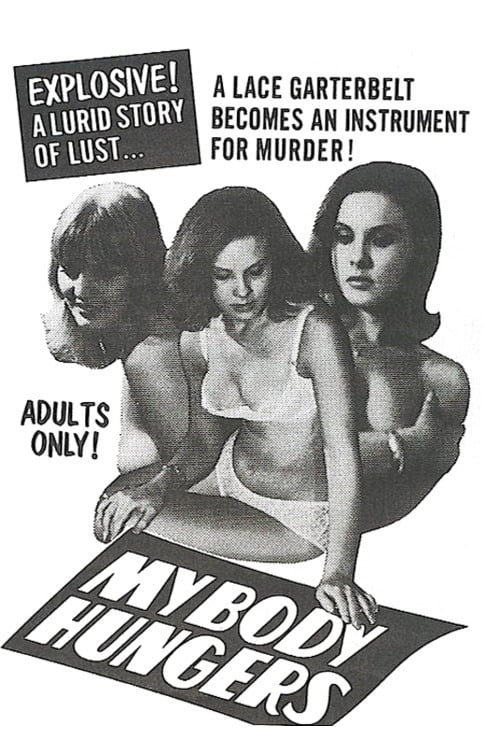 EXPLOSIVE!
A LURID STORY
OF LUST...
A LACE GARTERBELT
BECOMES AN INSTRUMENT
FOR MURDER!
ADULTS
ONLY!
MY BODY
HUNGERS